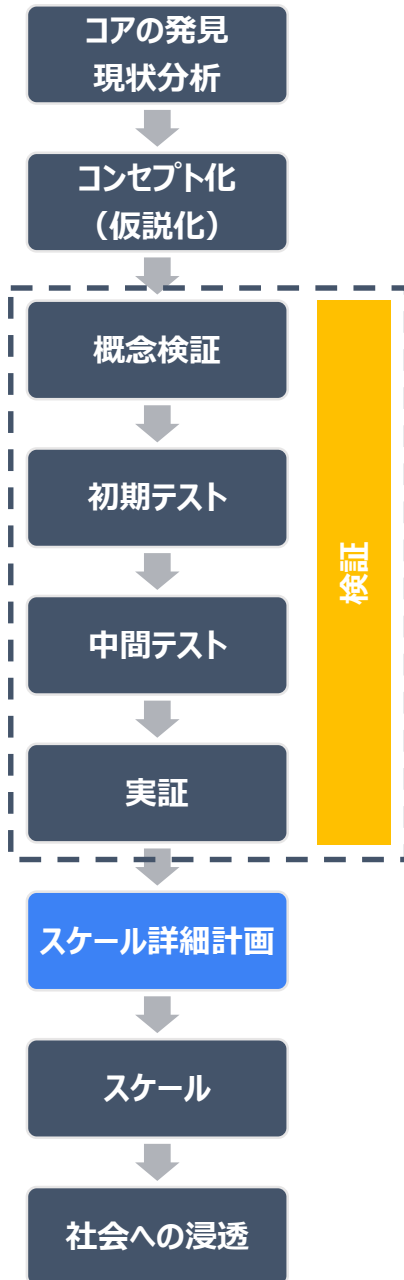 コアの発見
現状分析
コンセプト化
（仮説化）
概念検証
初期テスト
中間テスト
実証
検証
スケール詳細計画
スケール
社会への浸透